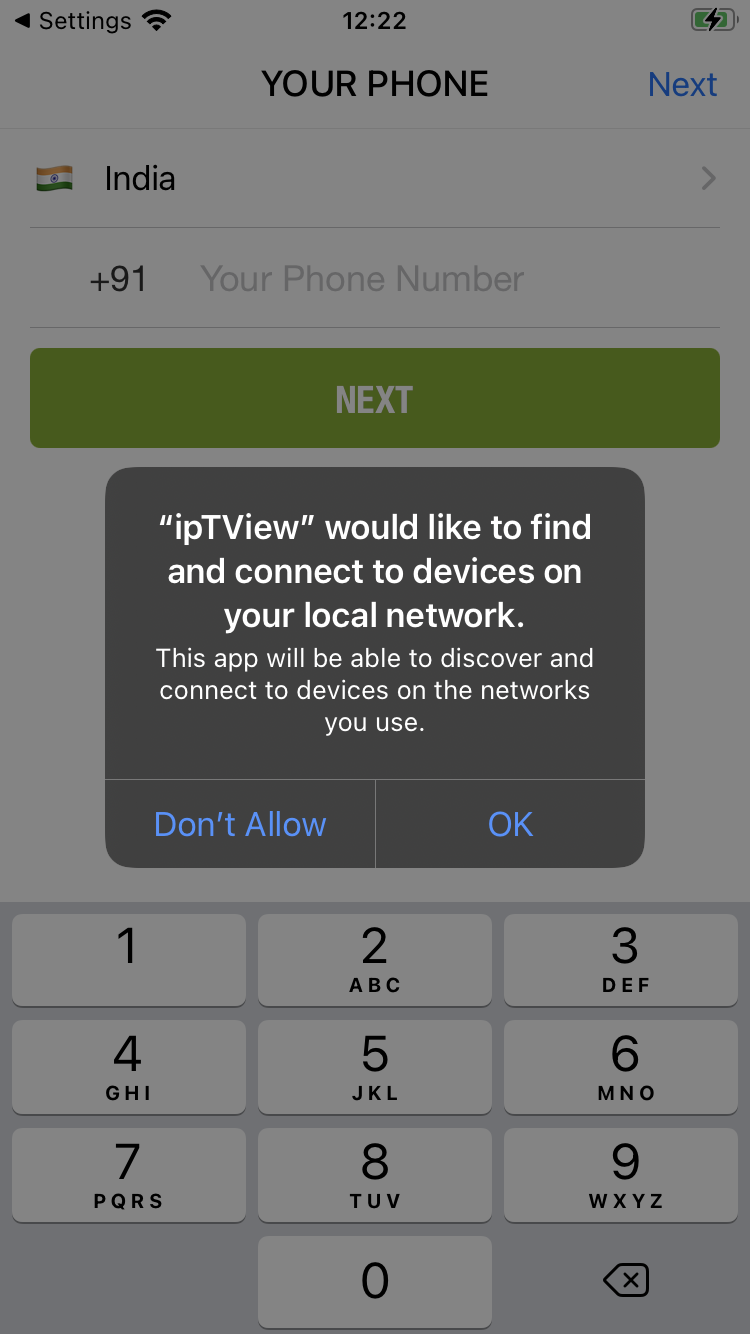 Settings
12:22
YOUR PHONE
Next
India
+91
Your Phone Number
NEXT
“ipTView” would like to find
and connect to devices on
your local network.
This app will be able to discover and
connect to devices on the networks
you use.
Don’t Allow
OK
1
2
ABC
3
DEF
4
GHI
5
JKL
6
MNO
7
PQRS
8
TUV
9
WXYZ
0